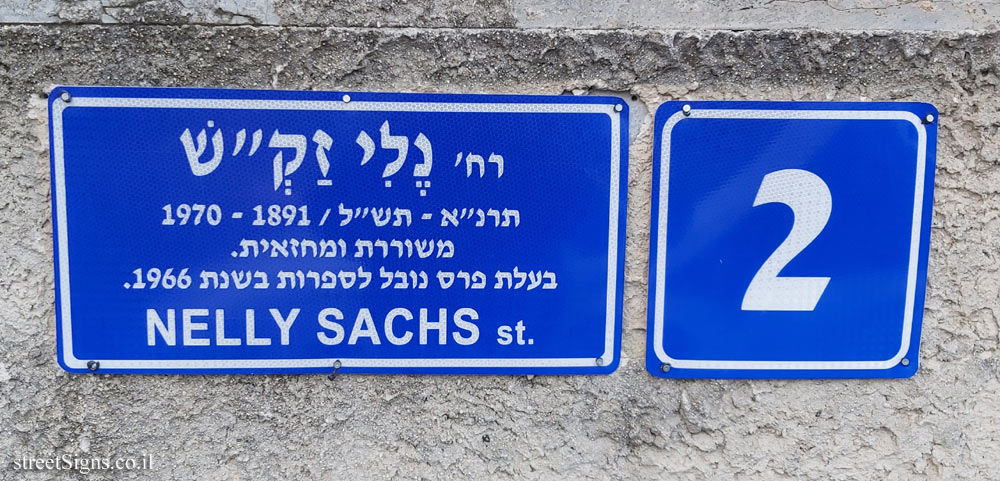 רח׳ נֶלִי זַקְ״שׁ
תרנ״א - תש״ל / 1891 - 1970
משוררת ומחזאית.
בעלת פרס נובל לספרות בשנת 1966.
NELLY SACHS st.
2
streetSigns.co.il